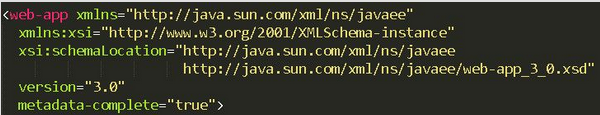 <web-app xmlns="http://java.sun.com/xml/ns/javaee"
xmlns:xsi="http://www.w3.org/2001/XMLSchema-instance"
xsi:schemaLocation="http://java.sun.com/xml/ns/javaee
http://java.sun.com/xml/ns/javaee/web-app_3_0.xsd"
version="3.0"
metadata-complete="true">